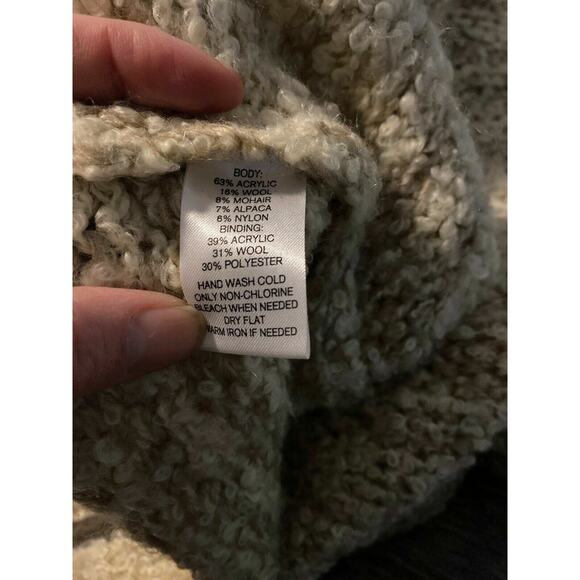 BODY:
63% ACRYLIC
16% WOOL
8% MOHAIR
7% ALPACA
6% NYLON
BINDING:
39% ACRYLIC
31% WOOL
30% POLYESTER
HAND WASH COLD
ONLY NON-CHLORINE
BLEACH WHEN NEEDED
DRY FLAT
WARM IRON IF NEEDED